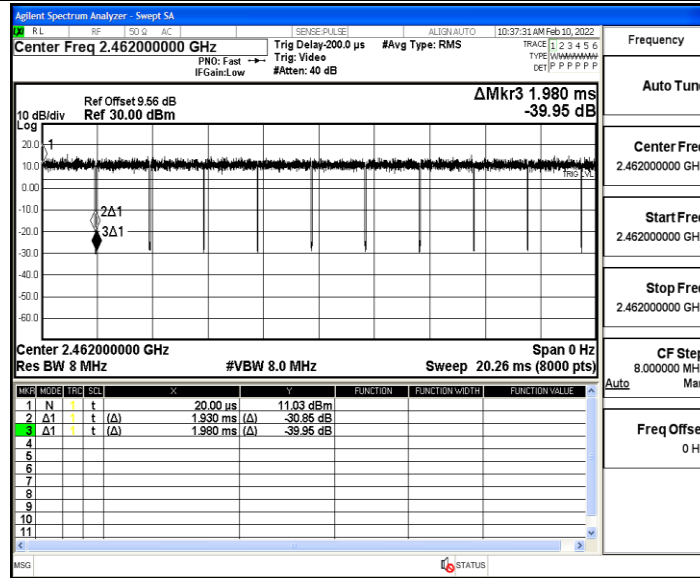 Agilent Spectrum Analyzer - Swept SA
RL RF 50 Ω AC SENSE:PULSE ALIGNAUTO 10:37:31 AM Feb 10, 2022
Center Freq 2.462000000 GHz
PNO: Fast
IFGain:Low
Trig Delay-200.0 µs
Trig: Video
#Atten: 40 dB
#Avg Type: RMS
TRACE 1 2 3 4 5 6
TYPE
DET P P P P P P
ΔMkr3 1.980 ms
-39.95 dB
Ref Offset 9.56 dB
10 dB/div Ref 30.00 dBm
Log
20.0
10.0
0.00
-10.0
-20.0
-30.0
-40.0
-50.0
-60.0
1
2Δ1
3Δ1
TRIG LVL
Center 2.462000000 GHz Span 0 Hz
Res BW 8 MHz #VBW 8.0 MHz Sweep 20.26 ms (8000 pts)
MKR MODE TRC SCL X Y FUNCTION FUNCTION WIDTH FUNCTION VALUE
1 N 1 t 20.00 µs 11.03 dBm
2 Δ1 1 t (Δ) 1.930 ms (Δ) -30.85 dB
3 Δ1 1 t (Δ) 1.980 ms (Δ) -39.95 dB
4
5
6
7
8
9
10
11
MSG STATUS
Frequency
Auto Tun
Center Fre
2.462000000 GH
Start Fre
2.462000000 GH
Stop Fre
2.462000000 GH
CF Step
8.000000 MH
Auto Ma
Freq Offse
0 H